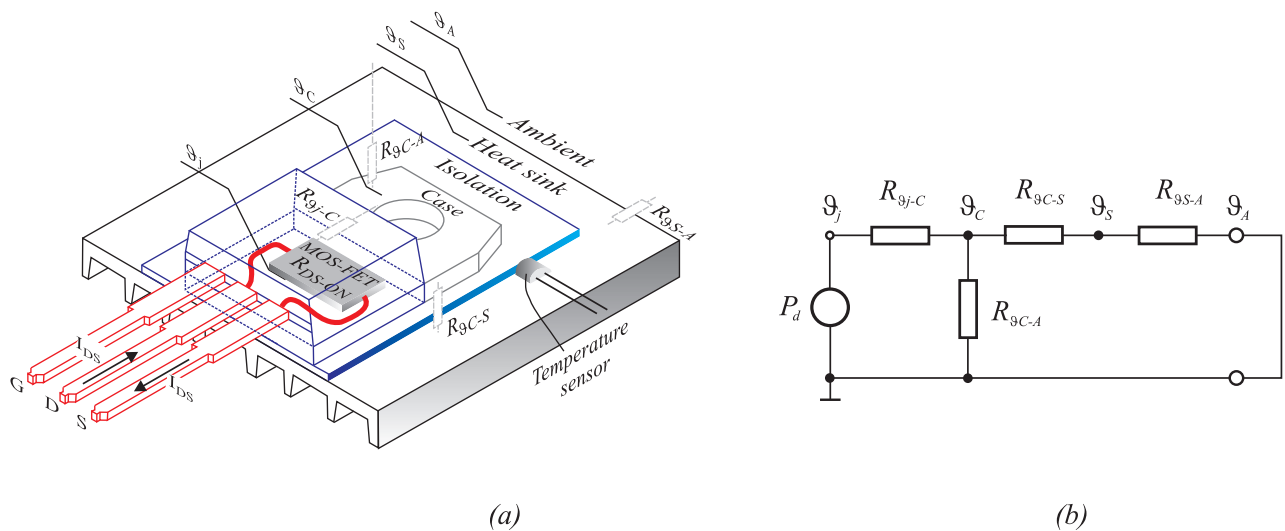 ϑA
ϑS
ϑC
ϑj
Ambient
Heat sink
Isolation
Case
RϑC-A
Rϑj-C
RϑS-A
MOS-FET
RDS-ON
RϑC-S
Temperature
sensor
IDS
IDS
G
D
S
(a)
ϑj
Rϑj-C
ϑC
RϑC-S
ϑS
RϑS-A
ϑA
Pd
RϑC-A
(b)